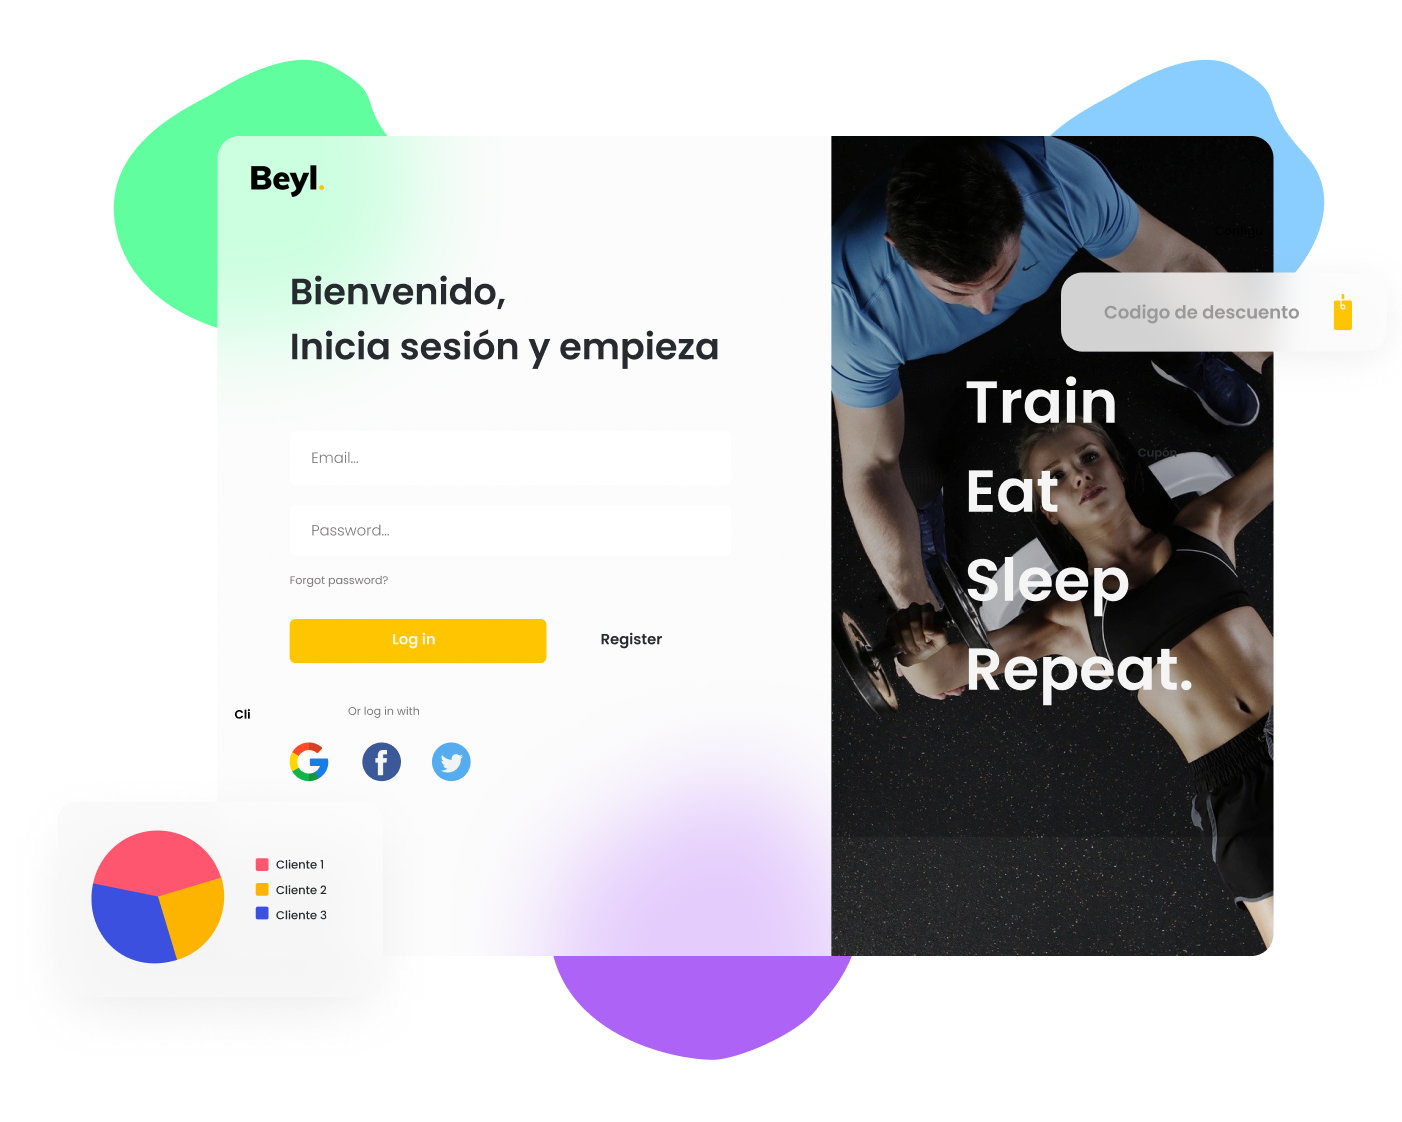 Beyl.
Bienvenido,
Inicia sesión y empieza
Email...
Password...
Forgot password?
Log in
Register
Cli
Or log in with
Cliente 1
Cliente 2
Cliente 3
Codigo de descuento
Train
Cupón
Eat
Sleep
Repeat.